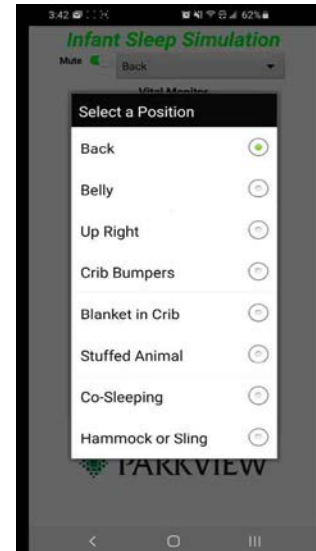 3:42
62%
Infant Sleep Simulation
Mute
Back
Vital Monitor
Select a Position
Back
Belly
Up Right
Crib Bumpers
Blanket in Crib
Stuffed Animal
Co-Sleeping
Hammock or Sling
PARKVIEW